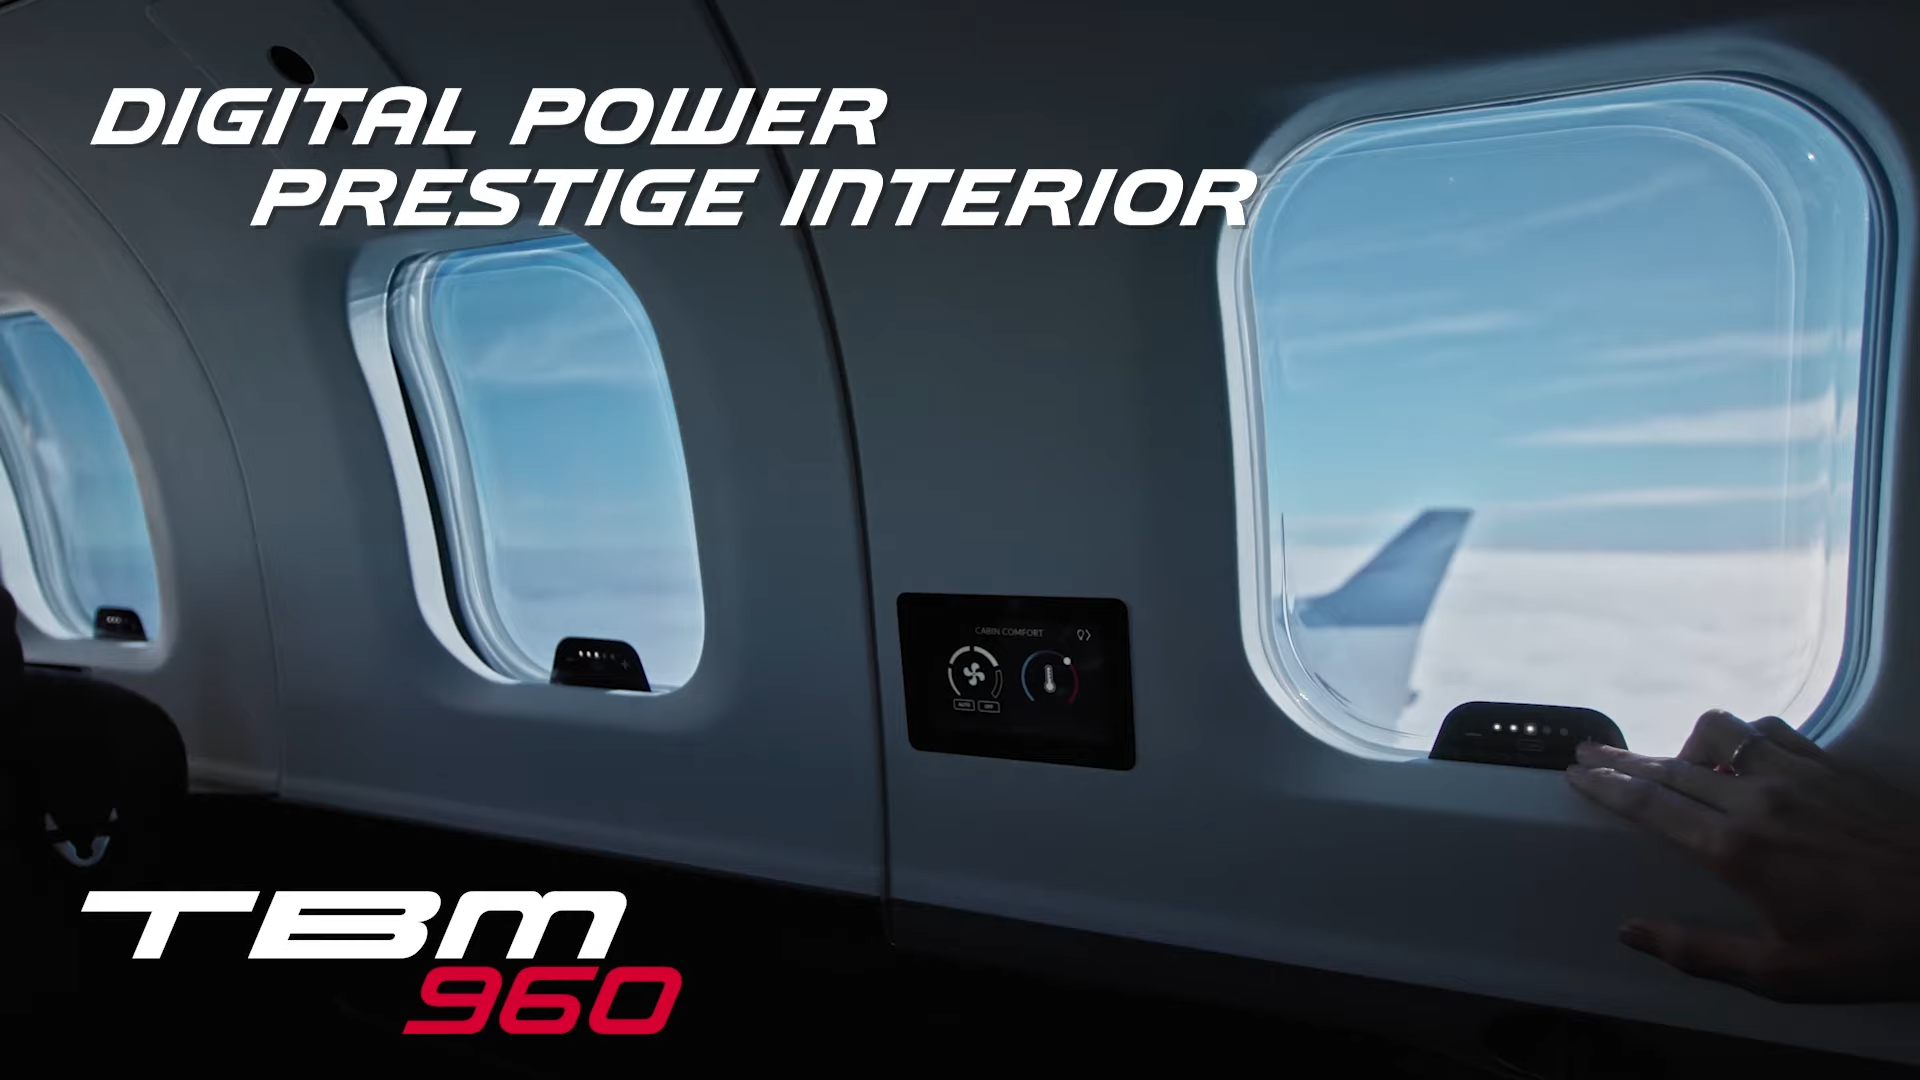 DIGITAL POWER
PRESTIGE INTERIOR
CABIN COMFORT
AUTO OFF
TBM
960